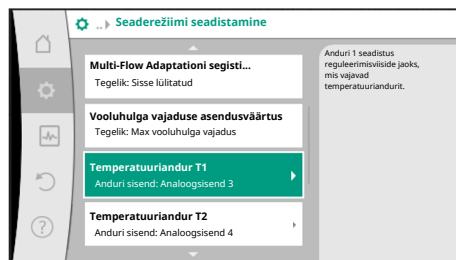 ..▸ Seaderežiimi seadistamine
Multi-Flow Adaptationi segisti...
Tegelik: Sisse lülitatud
Vooluhulga vajaduse asendusväärtus
Tegelik: Max vooluhulga vajadus
Temperatuuriandur T1
Anduri sisend: Analoogsisend 3
Temperatuuriandur T2
Anduri sisend: Analoogsisend 4
Anduri 1 seadistus
reguleerimisviiside jaoks,
mis vajavad
temperatuuriandurit.